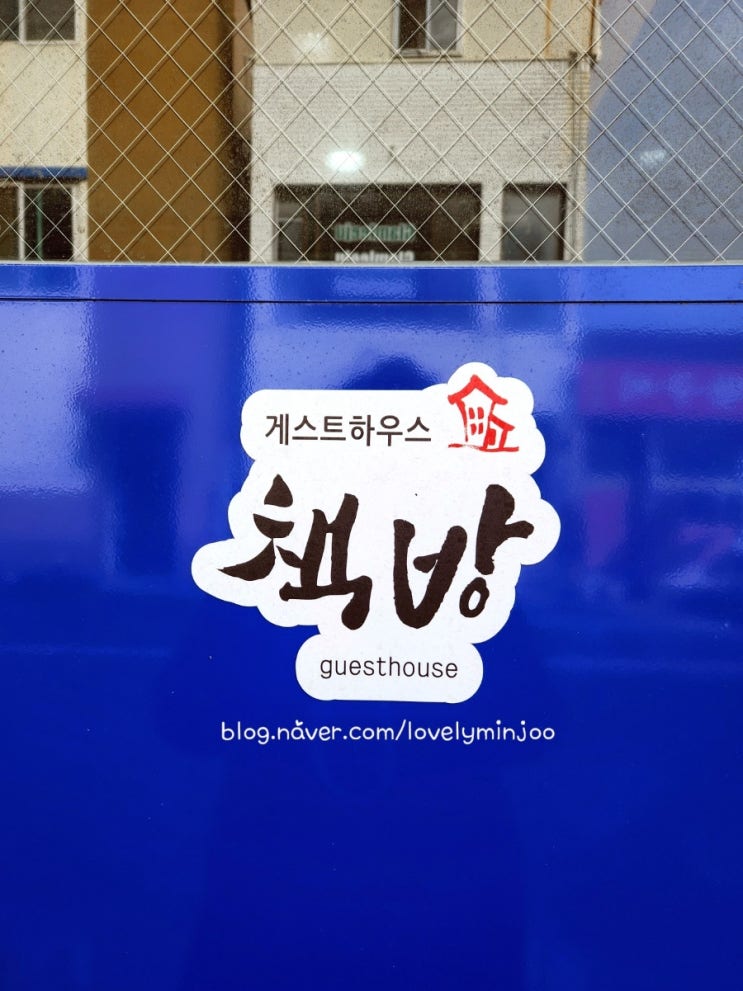 게스트하우스
책방
guesthouse
blog.naver.com/lovelyminjoo